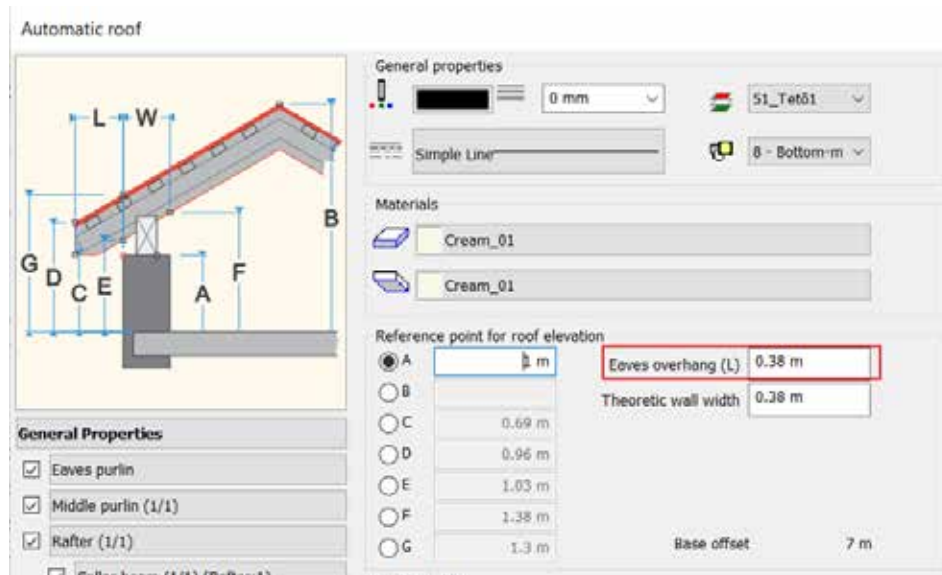 Automatic roof
General properties
0 mm
S1_Tető1
Simple Line
8 - Bottom-m
Materials
Cream_01
Cream_01
L W
B
G D C E A F
Reference point for roof elevation
A m Eaves overhang (L) 0.38 m
B Theoretic wall width 0.38 m
C 0.69 m
D 0.96 m
E 1.03 m
F 1.38 m
G 1.3 m Base offset 7 m
General Properties
Eaves purlin
Middle purlin (1/1)
Rafter (1/1)